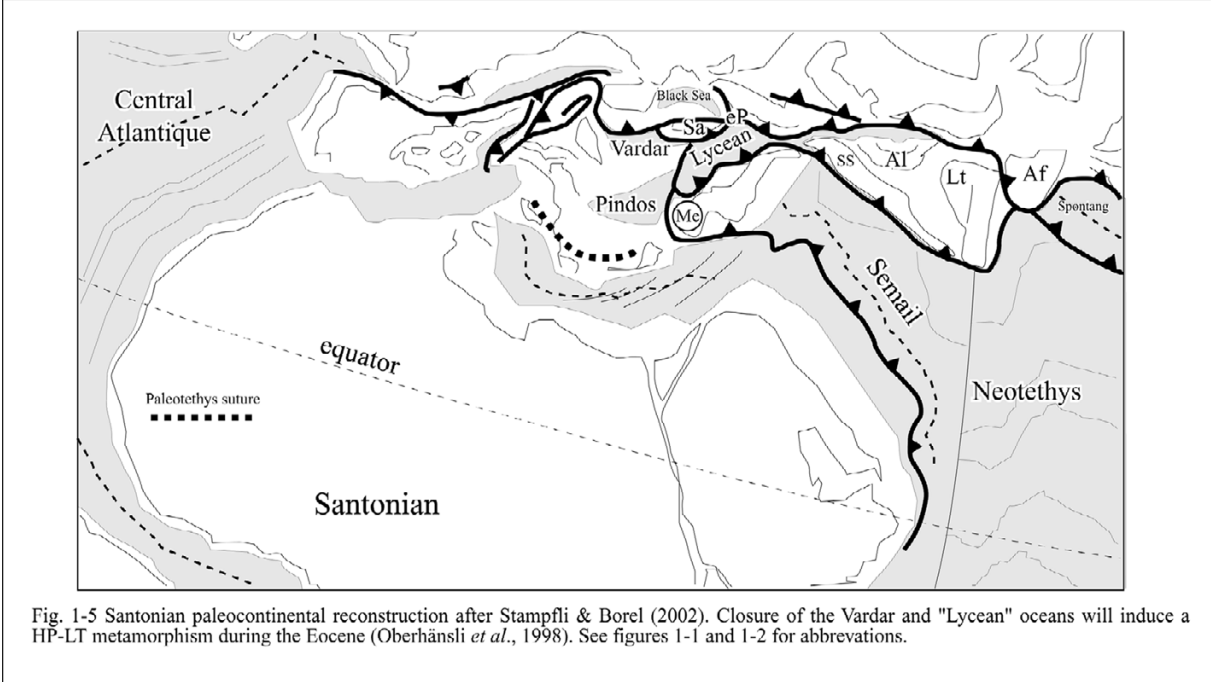 Central
Atlantique
Black Sea
Sa
eP
Vardar
Lycean
ss
Al
Lt
Af
Pindos
Me
Spontang
Semail
equator
Neotethys
Paleotethys suture
Santonian
Fig. 1-5 Santonian paleocontinental reconstruction after Stampfli & Borel (2002). Closure of the Vardar and "Lycean" oceans will induce a
HP-LT metamorphism during the Eocene (Oberhänsli et al., 1998). See figures 1-1 and 1-2 for abbrevations.